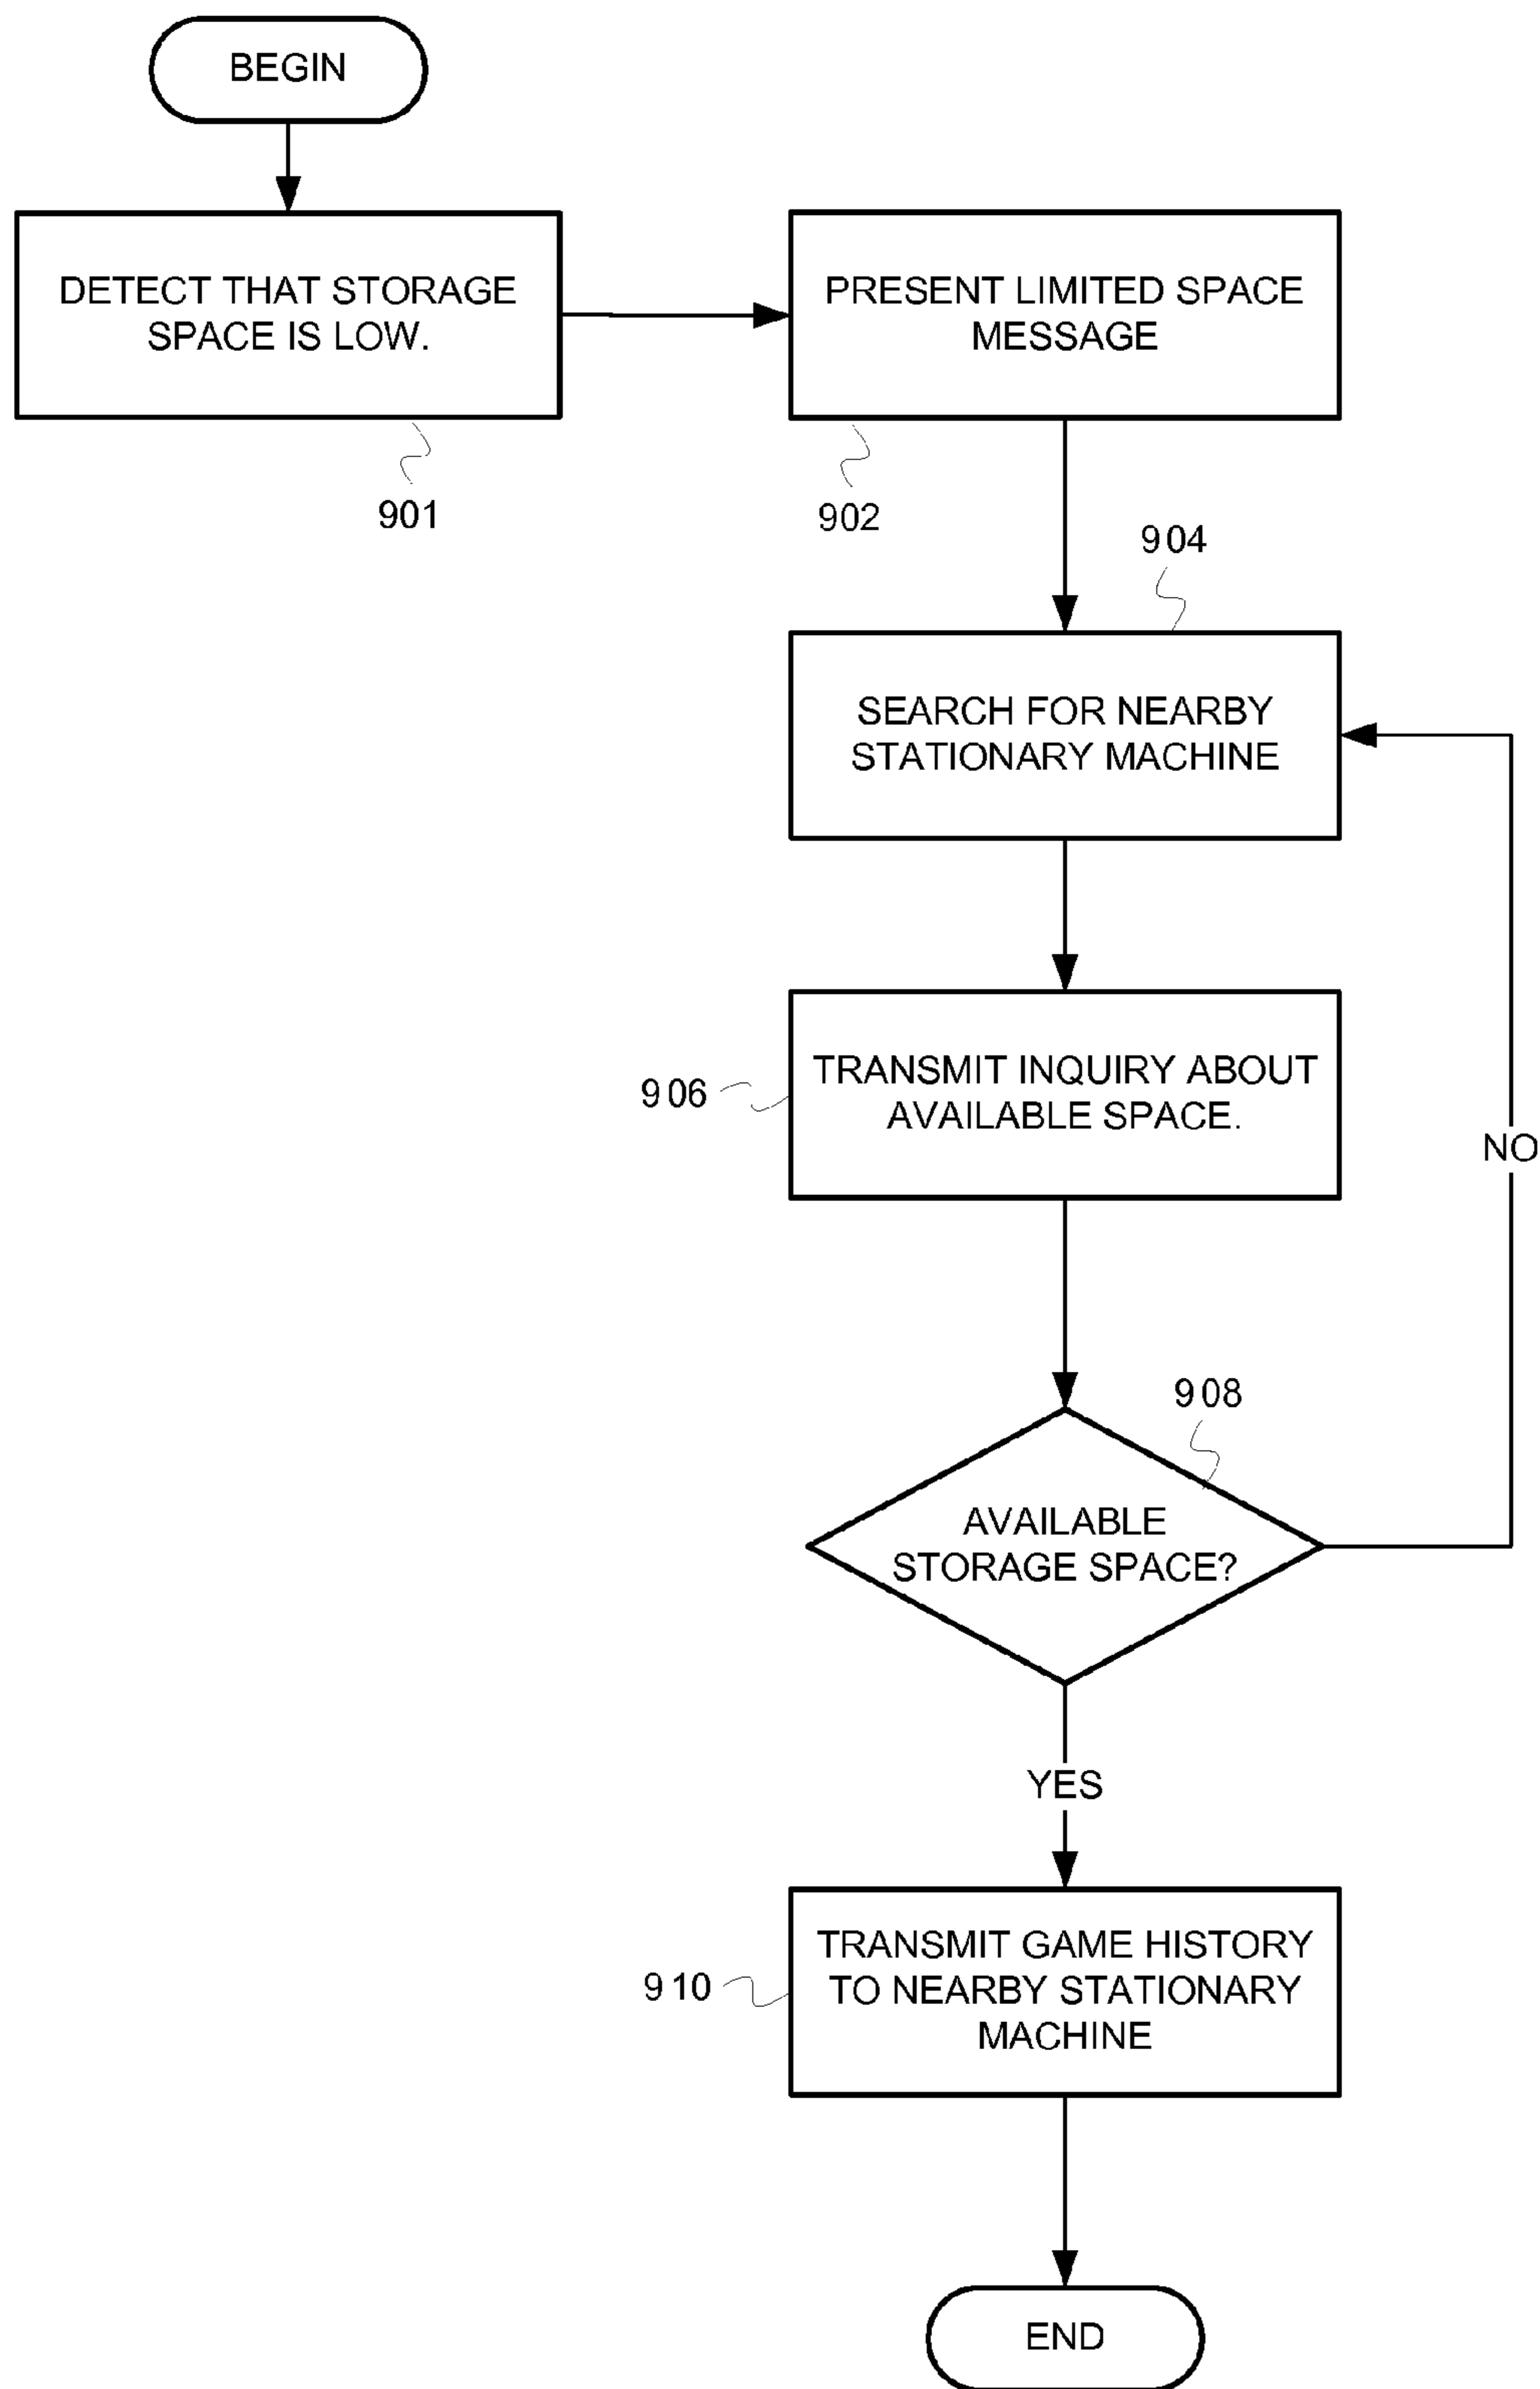 BEGIN
DETECT THAT STORAGE
SPACE IS LOW.
901
PRESENT LIMITED SPACE
MESSAGE
902
904
SEARCH FOR NEARBY
STATIONARY MACHINE
906
TRANSMIT INQUIRY ABOUT
AVAILABLE SPACE.
NO
908
AVAILABLE
STORAGE SPACE?
YES
910
TRANSMIT GAME HISTORY
TO NEARBY STATIONARY
MACHINE
END